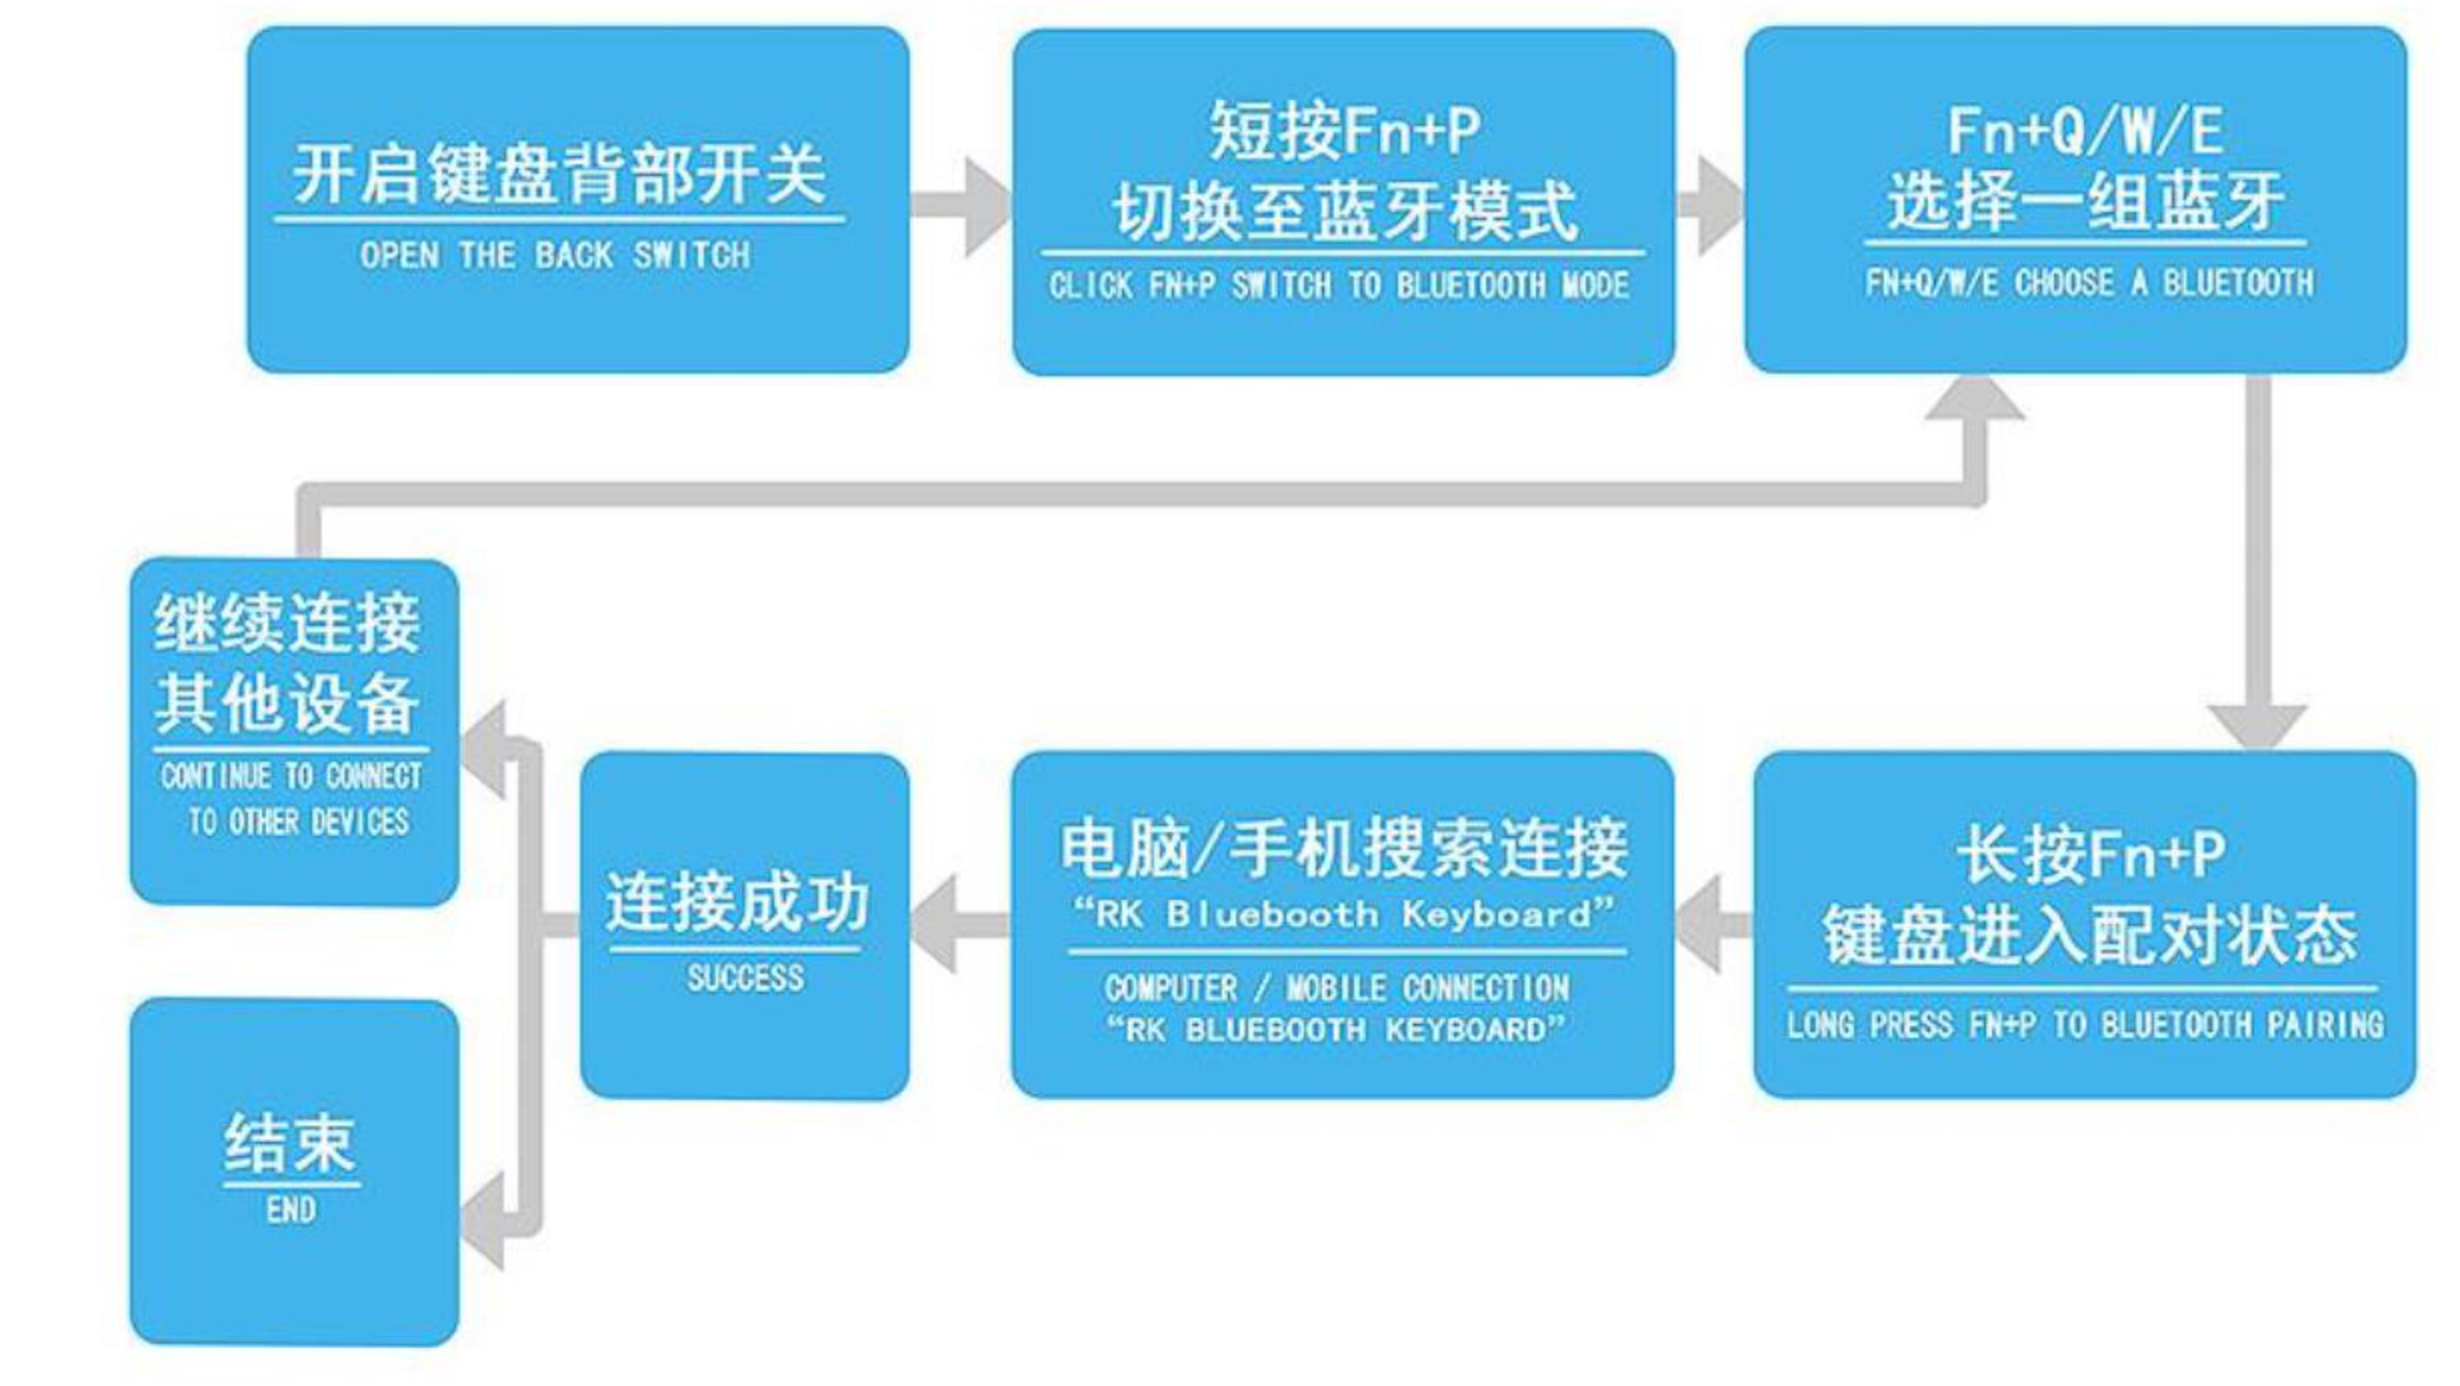 开启键盘背部开关
OPEN THE BACK SWITCH
短按Fn+P
切换至蓝牙模式
CLICK FN+P SWITCH TO BLUETOOTH MODE
Fn+Q/W/E
选择一组蓝牙
FN+Q/W/E CHOOSE A BLUETOOTH
长按Fn+P
键盘进入配对状态
LONG PRESS FN+P TO BLUETOOTH PAIRING
电脑/手机搜索连接
“RK Bluebooth Keyboard”
COMPUTER / MOBILE CONNECTION
“RK BLUEBOOTH KEYBOARD”
连接成功
SUCCESS
继续连接
其他设备
CONTINUE TO CONNECT
TO OTHER DEVICES
结束
END